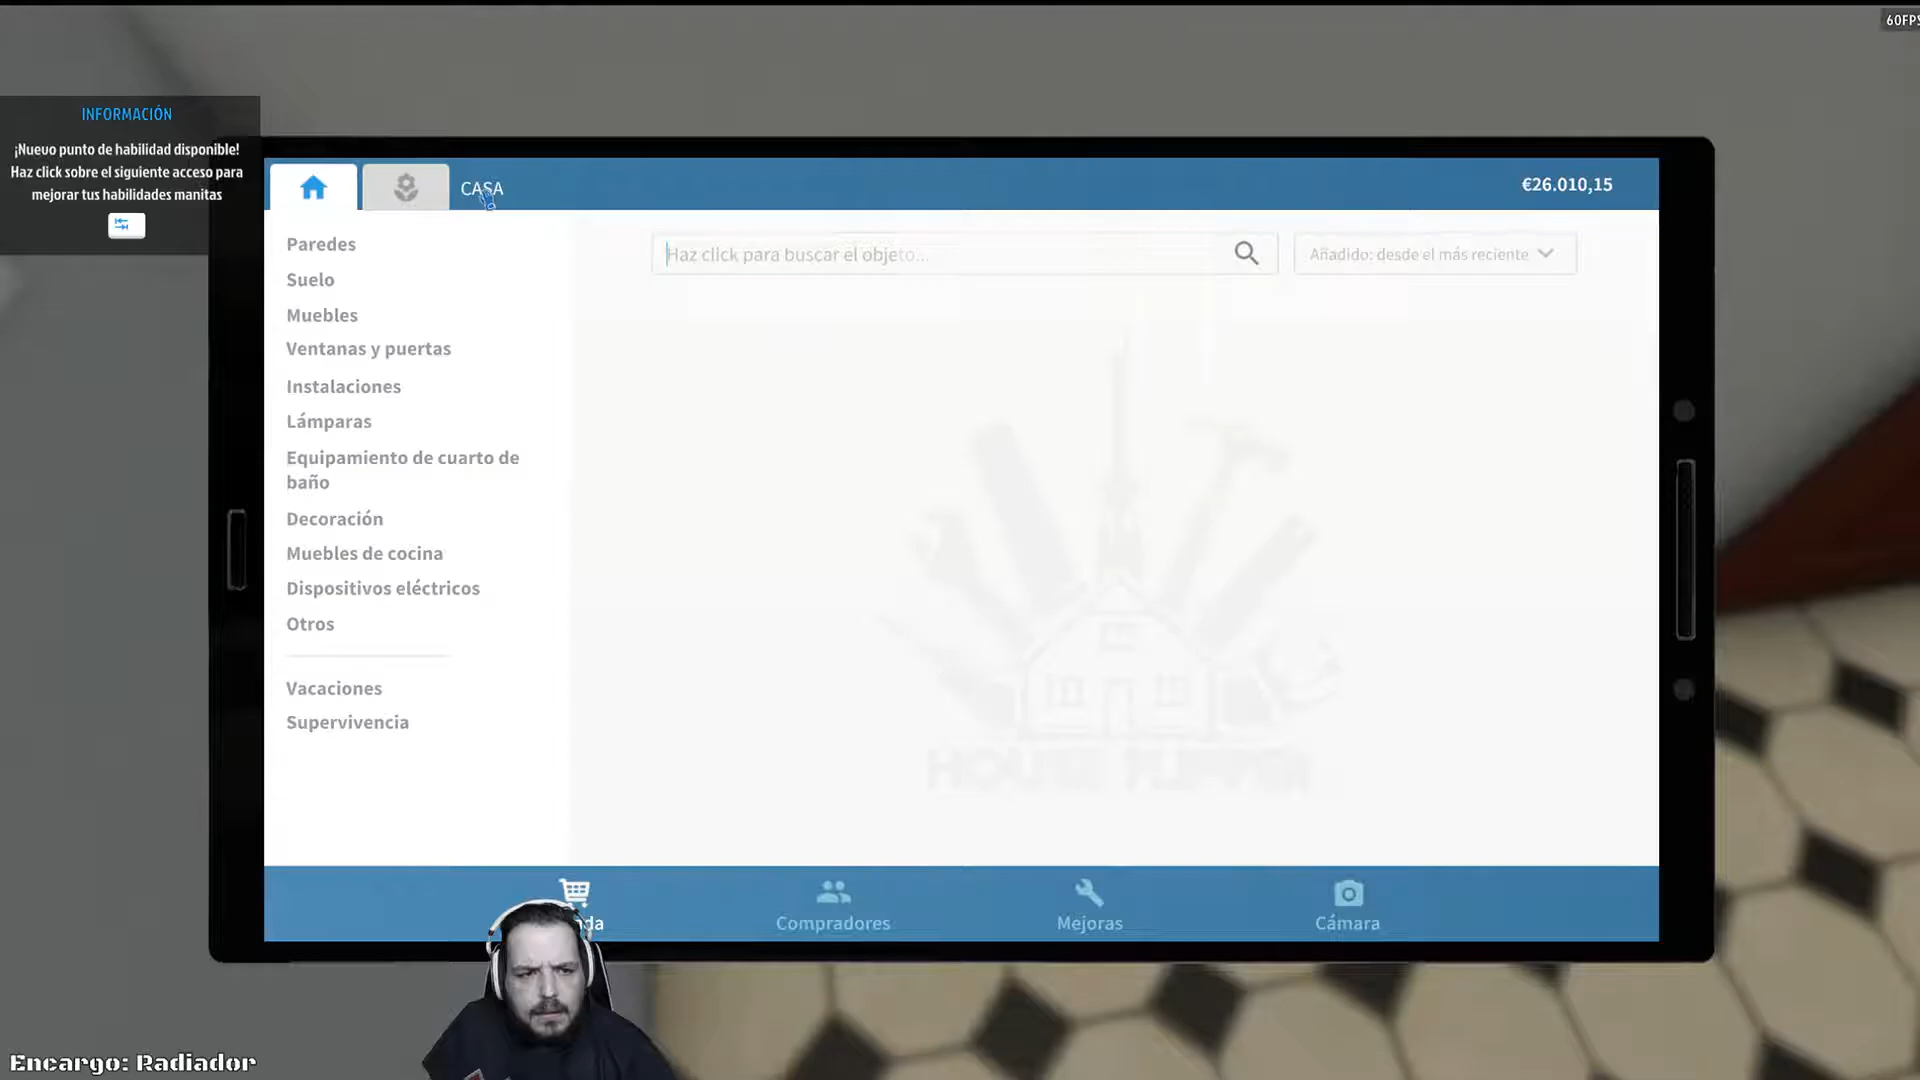 60FPS
INFORMACIÓN
¡Nuevo punto de habilidad disponible!
Haz click sobre el siguiente acceso para
mejorar tus habilidades manitas
CASA
€26.010,15
Paredes
Suelo
Muebles
Ventanas y puertas
Instalaciones
Lámparas
Equipamiento de cuarto de
baño
Decoración
Muebles de cocina
Dispositivos eléctricos
Otros
Vacaciones
Supervivencia
Haz click para buscar el objeto...
Añadido: desde el más reciente
HOUSE FLIPPER
Compradores
Mejoras
Cámara
Encargo: Radiador